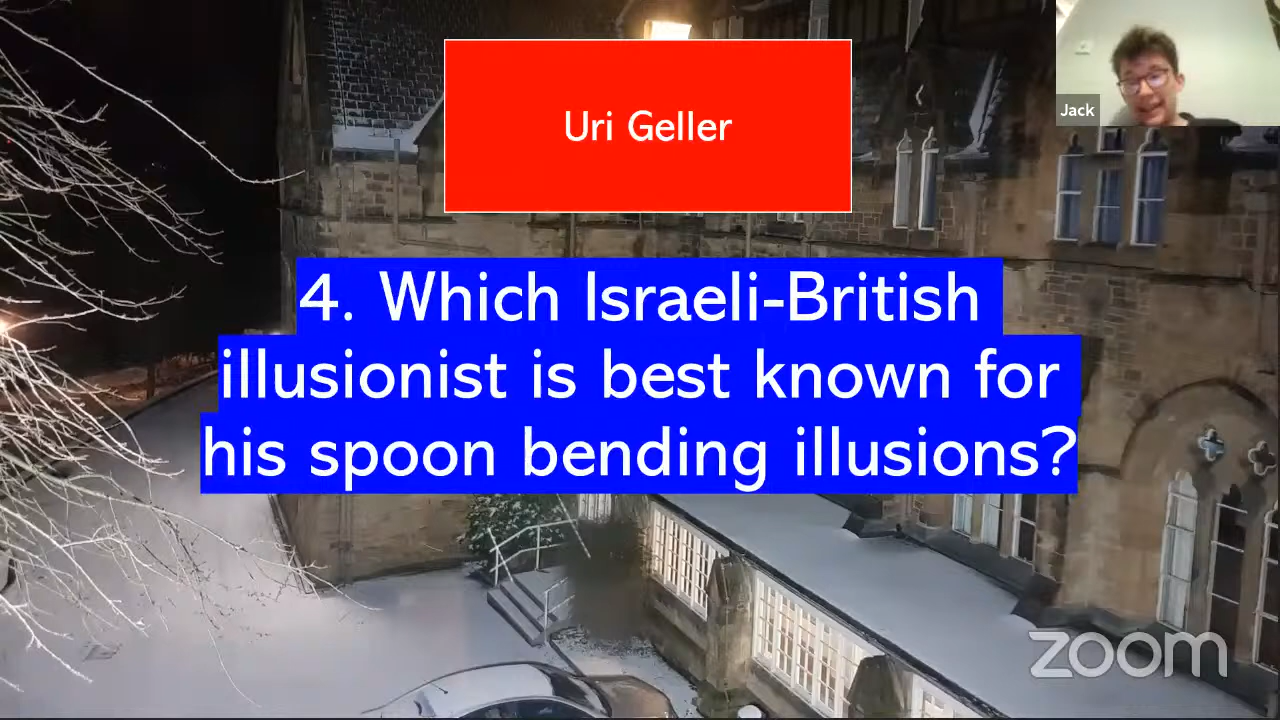 Uri Geller
Jack
4. Which Israeli-British
illusionist is best known for
his spoon bending illusions?
zoom